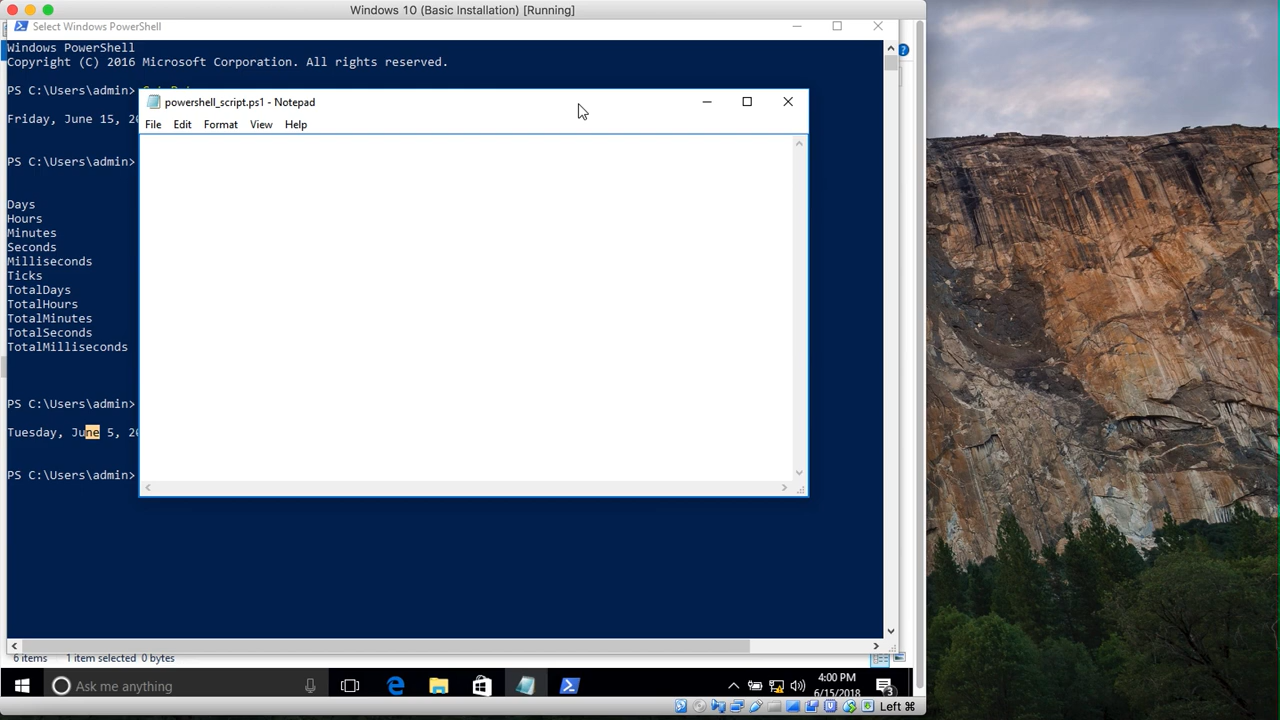 Windows 10 (Basic Installation) [Running]
Select Windows PowerShell
Windows PowerShell
Copyright (C) 2016 Microsoft Corporation. All rights reserved.
PS C:\Users\admin>
Friday, June 15, 20
PS C:\Users\admin>
Days
Hours
Minutes
Seconds
Milliseconds
Ticks
TotalDays
TotalHours
TotalMinutes
TotalSeconds
TotalMilliseconds
PS C:\Users\admin>
Tuesday, June 5, 20
PS C:\Users\admin>
powershell_script.ps1 - Notepad
File Edit Format View Help
6 items 1 item selected 0 bytes
Ask me anything
4:00 PM
6/15/2018
3
Left ⌘